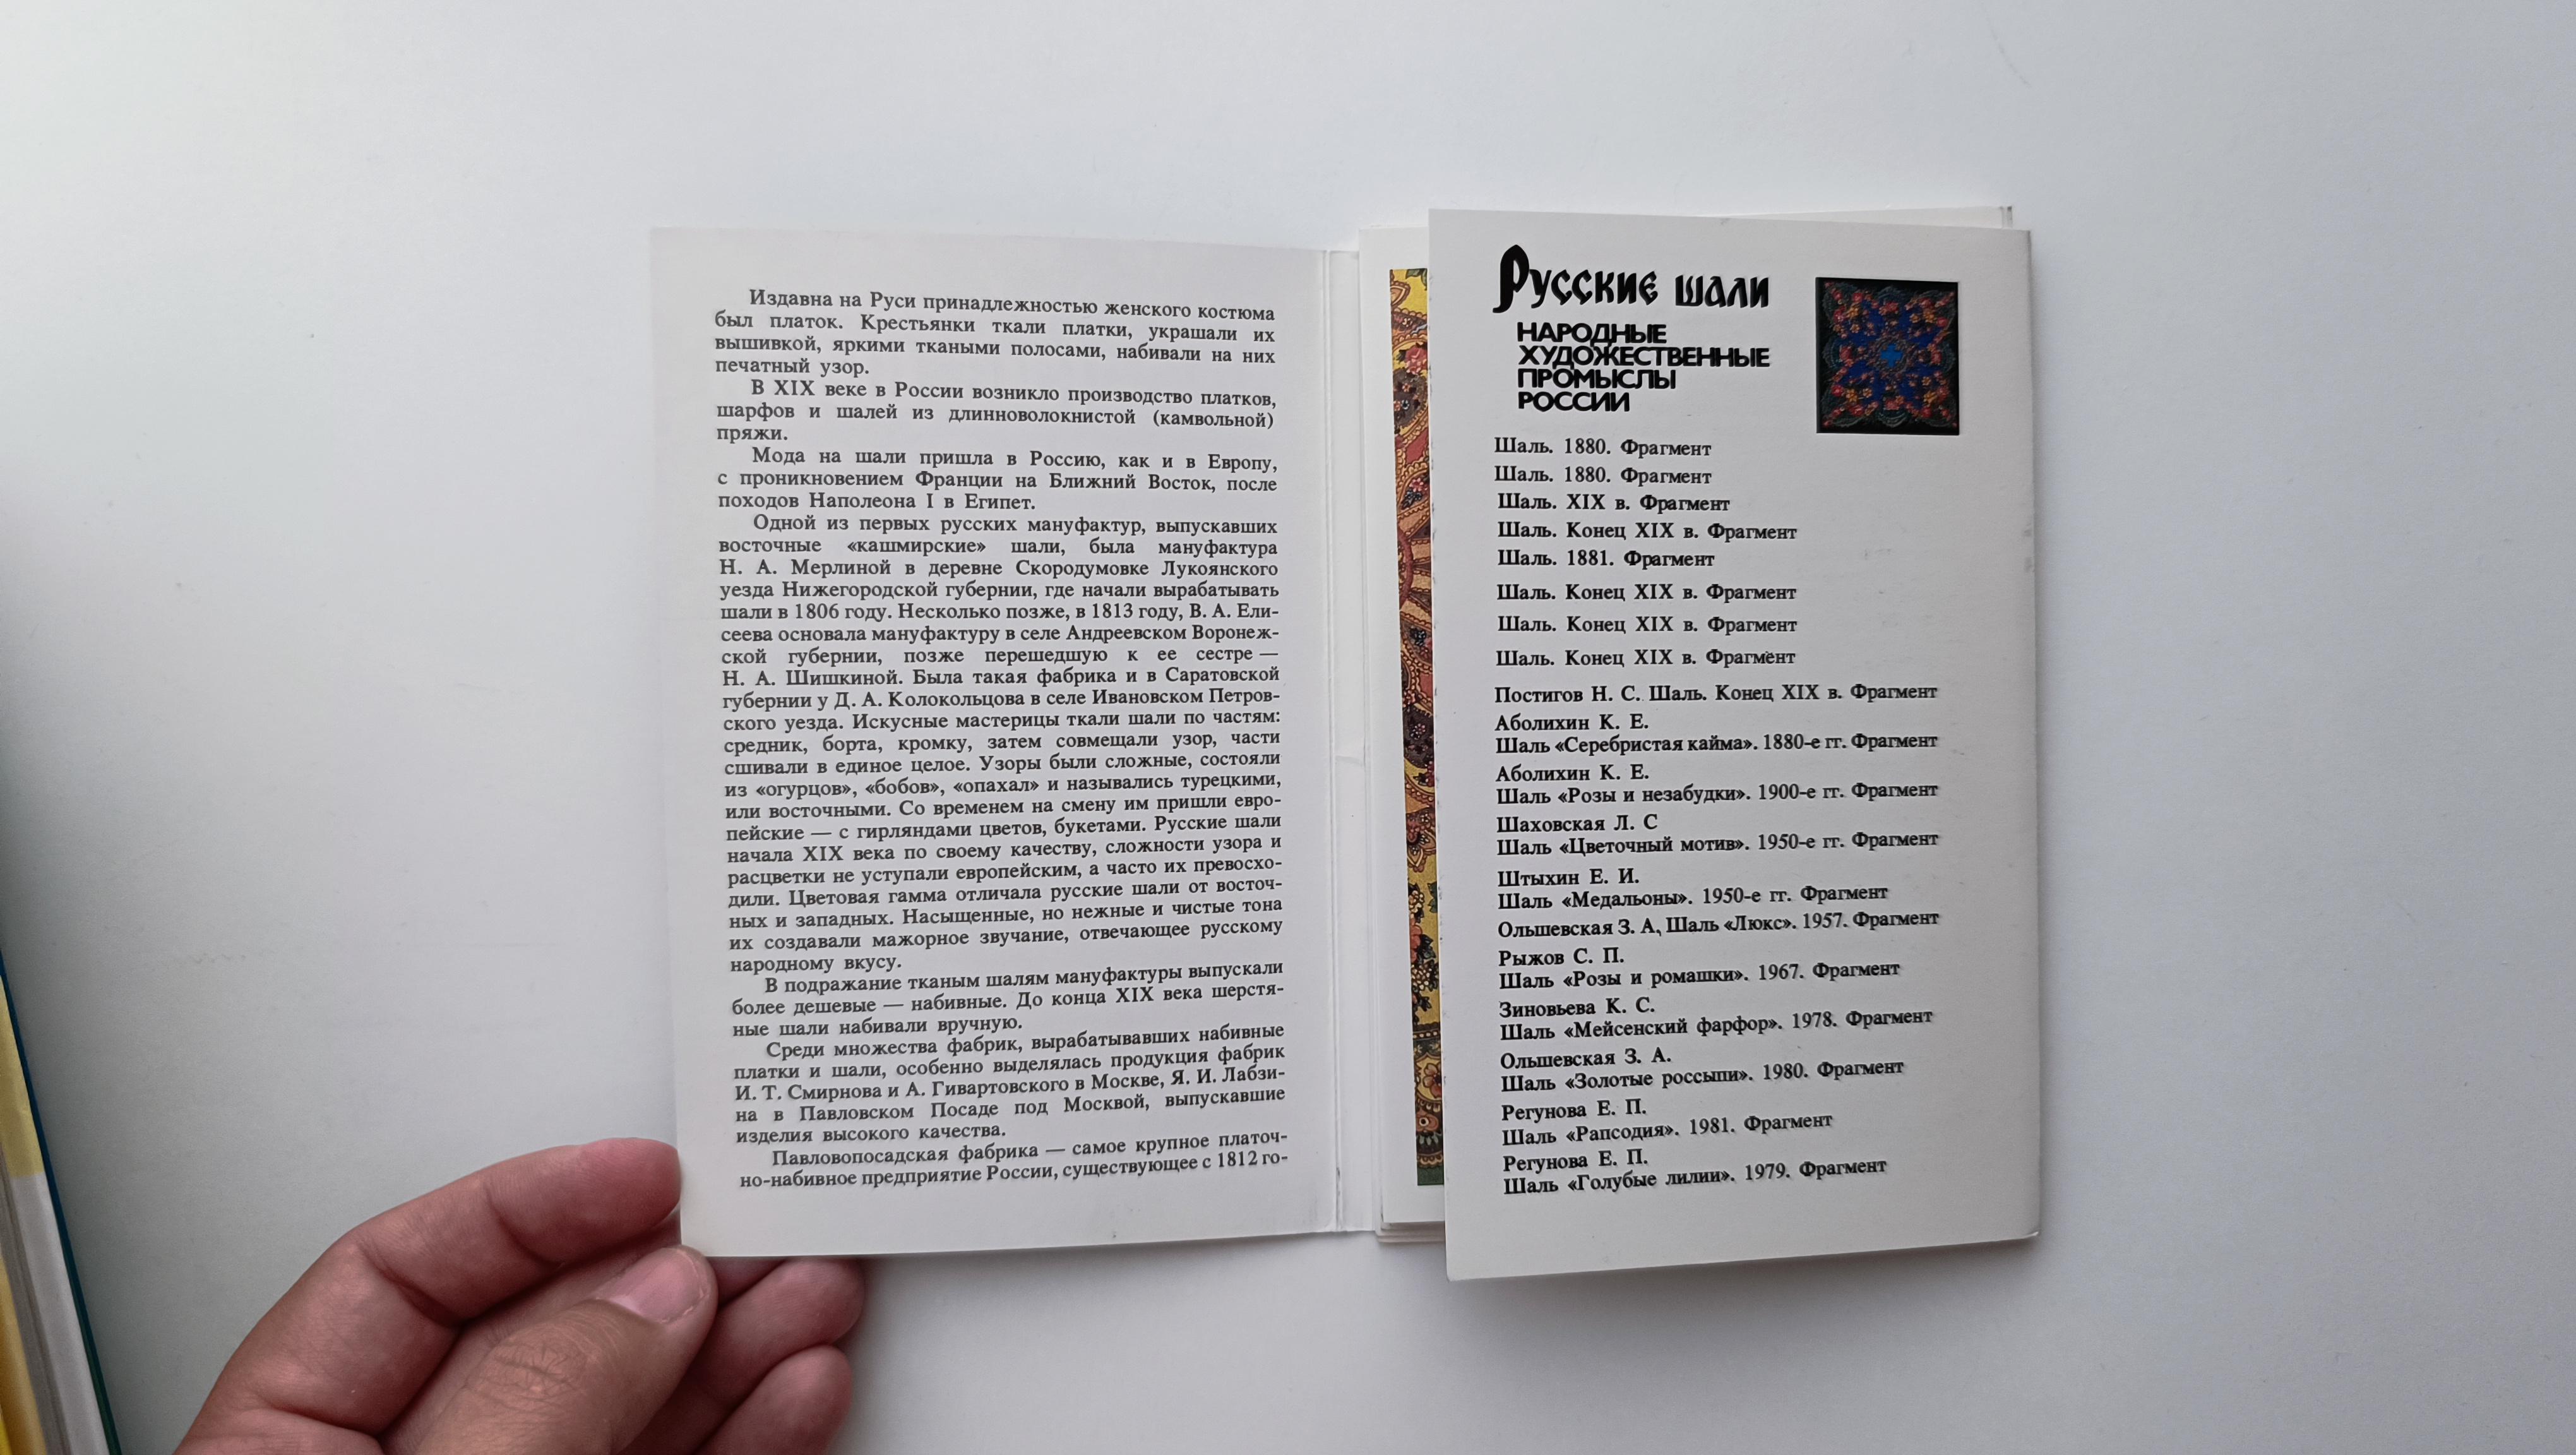 Издавна на Руси принадлежностью женского костюма
был платок. Крестьянки ткали платки, украшали их
вышивкой, яркими ткаными полосами, набивали на них
печатный узор.
В XIX веке в России возникло производство платков,
шарфов и шалей из длинноволокнистой (камвольной)
пряжи.
Мода на шали пришла в Россию, как и в Европу,
с проникновением Франции на Ближний Восток, после
походов Наполеона I в Египет.
Одной из первых русских мануфактур, выпускавших
восточные «кашмирские» шали, была мануфактура
Н. А. Мерлиной в деревне Скородумовке Лукоянского
уезда Нижегородской губернии, где начали вырабатывать
шали в 1806 году. Несколько позже, в 1813 году, В. А. Ели-
сеева основала мануфактуру в селе Андреевском Воронеж-
ской губернии, позже перешедшую к ее сестре —
Н. А. Шишкиной. Была такая фабрика и в Саратовской
губернии у Д. А. Колокольцова в селе Ивановском Петров-
ского уезда. Искусные мастерицы ткали шали по частям:
средник, борта, кромку, затем совмещали узор, части
сшивали в единое целое. Узоры были сложные, состояли
из «огурцов», «бобов», «опахал» и назывались турецкими,
или восточными. Со временем на смену им пришли евро-
пейские — с гирляндами цветов, букетами. Русские шали
начала XIX века по своему качеству, сложности узора и
расцветки не уступали европейским, а часто их превосхо-
дили. Цветовая гамма отличала русские шали от восточ-
ных и западных. Насыщенные, но нежные и чистые тона
их создавали мажорное звучание, отвечающее русскому
народному вкусу.
В подражание тканым шалям мануфактуры выпускали
более дешевые — набивные. До конца XIX века шерстя-
ные шали набивали вручную.
Среди множества фабрик, вырабатывавших набивные
платки и шали, особенно выделялась продукция фабрик
И. Т. Смирнова и А. Гивартовского в Москве, Я. И. Лабзи-
на в Павловском Посаде под Москвой, выпускавшие
изделия высокого качества.
Павловопосадская фабрика — самое крупное платоч-
но-набивное предприятие России, существующее с 1812 го-
Русские шали
НАРОДНЫЕ
ХУДОЖЕСТВЕННЫЕ
ПРОМЫСЛЫ
РОССИИ
Шаль. 1880. Фрагмент
Шаль. 1880. Фрагмент
Шаль. XIX в. Фрагмент
Шаль. Конец XIX в. Фрагмент
Шаль. 1881. Фрагмент
Шаль. Конец XIX в. Фрагмент
Шаль. Конец XIX в. Фрагмент
Шаль. Конец XIX в. Фрагмент
Постигов Н. С. Шаль. Конец XIX в. Фрагмент
Аболихин К. Е.
Шаль «Серебристая кайма». 1880-е гг. Фрагмент
Аболихин К. Е.
Шаль «Розы и незабудки». 1900-е гг. Фрагмент
Шаховская Л. С
Шаль «Цветочный мотив». 1950-е гг. Фрагмент
Штыхин Е. И.
Шаль «Медальоны». 1950-е гг. Фрагмент
Ольшевская З. А, Шаль «Люкс». 1957. Фрагмент
Рыжов С. П.
Шаль «Розы и ромашки». 1967. Фрагмент
Зиновьева К. С.
Шаль «Мейсенский фарфор». 1978. Фрагмент
Ольшевская З. А.
Шаль «Золотые россыпи». 1980. Фрагмент
Регунова Е. П.
Шаль «Рапсодия». 1981. Фрагмент
Регунова Е. П.
Шаль «Голубые лилии». 1979. Фрагмент